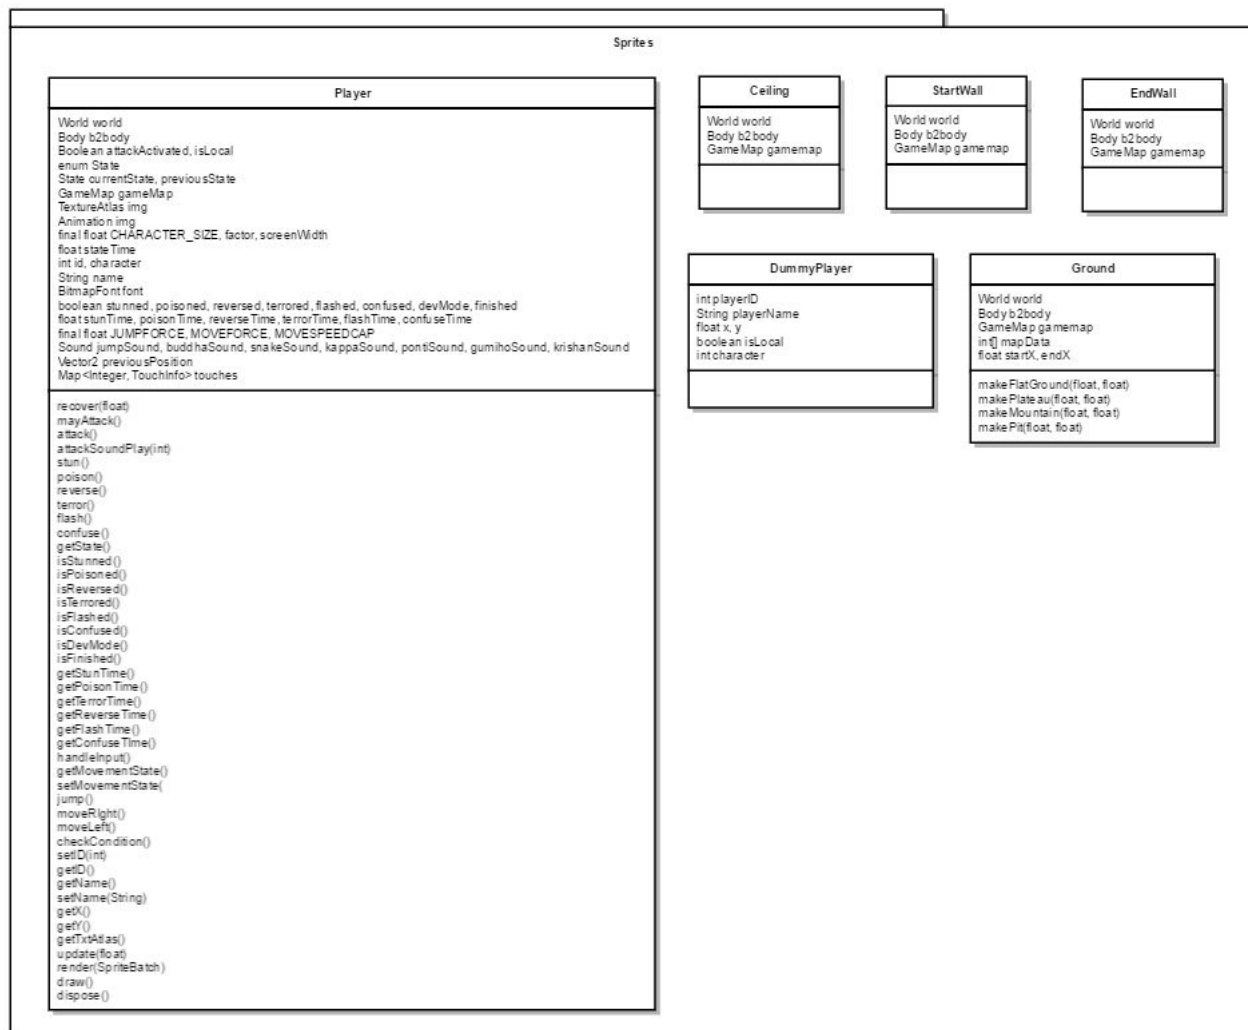 Sprites
Player
World world
Body b2body
Boolean attackActivated, isLocal
enum State
State currentState, previousState
GameMap gameMap
TextureAtlas img
Animation img
final float CHARACTER_SIZE, factor, screenWidth
float stateTime
int id, character
String name
BitmapFont font
boolean stunned, poisoned, reversed, terrored, flashed, confused, devMode, finished
float stunTime, poisonTime, reverseTime, terrorTime, flashTime, confuseTime
final float JUMPFORCE, MOVEFORCE, MOVESPEEDCAP
Sound jumpSound, buddhaSound, snakeSound, kappaSound, pontiSound, gumihoSound, krishanSound
Vector2 previousPosition
Map<Integer, TouchInfo> touches
recover(float)
mayAttack()
attack()
attackSoundPlay(int)
stun()
poison()
reverse()
terror()
flash()
confuse()
getState()
isStunned()
isPoisoned()
isReversed()
isTerrored()
isFlashed()
isConfused()
isDevMode()
isFinished()
getStunTime()
getPoisonTime()
getTerrorTime()
getReverseTime()
getFlashTime()
getConfuseTIme()
handleInput()
getMovementState()
setMovementState(
jump()
moveRIght()
moveLeft()
checkCondition()
setID(int)
getID()
getName()
setName(String)
getX()
getY()
getTxtAtlas()
update(float)
render(SpriteBatch)
draw()
dispose()
Ceiling
World world
Body b2body
GameMap gamemap
StartWall
World world
Body b2body
GameMap gamemap
EndWall
World world
Body b2body
GameMap gamemap
DummyPlayer
int playerID
String playerName
float x, y
boolean isLocal
int character
Ground
World world
Body b2body
GameMap gamemap
int[] mapData
float startX, endX
makeFlatGround(float, float)
makePlateau(float, float)
makeMountain(float, float)
makePit(float, float)